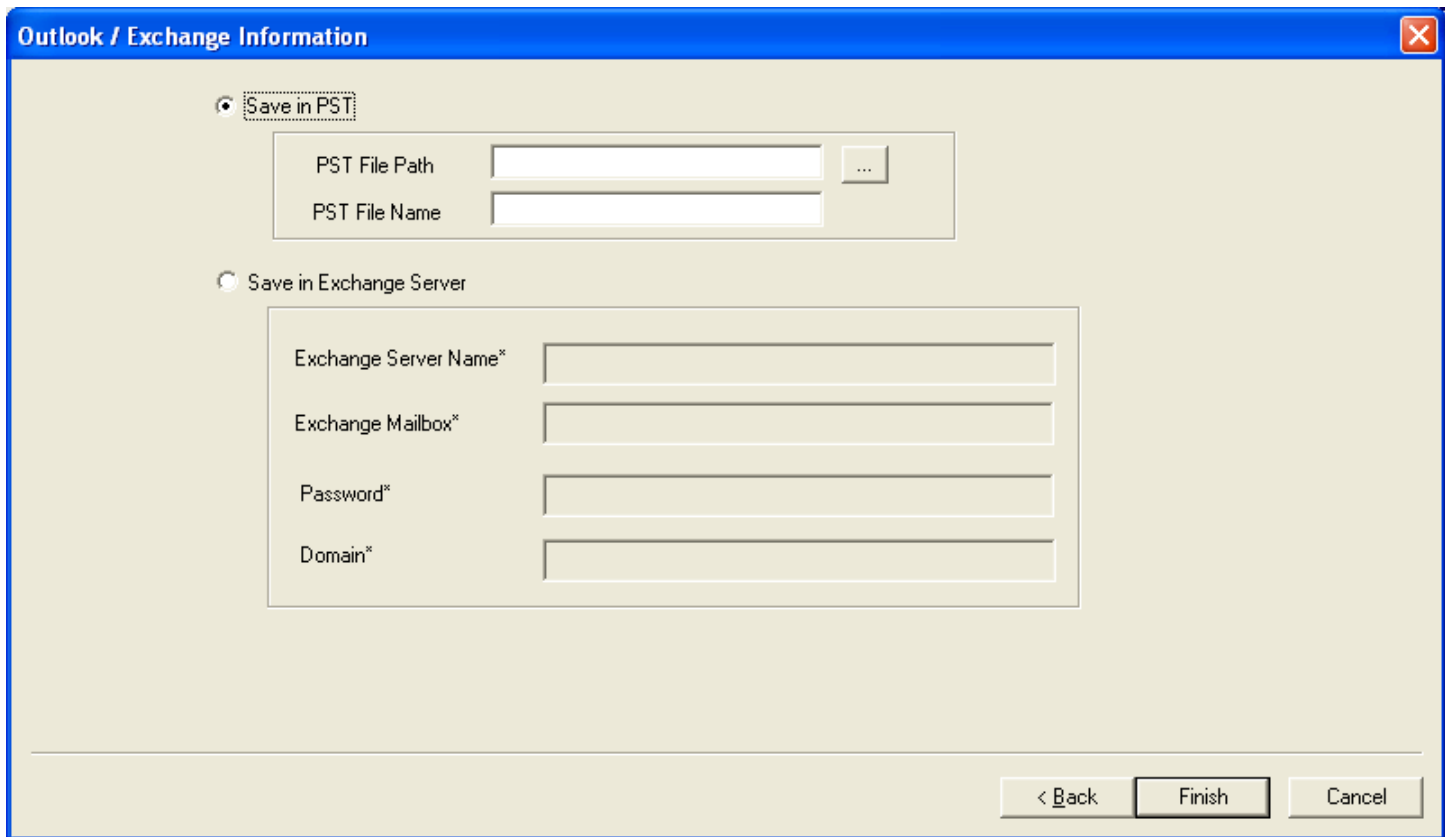 Outlook / Exchange Information
Save in PST
PST File Path
...
PST File Name
Save in Exchange Server
Exchange Server Name*
Exchange Mailbox*
Password*
Domain*
< Back Finish Cancel